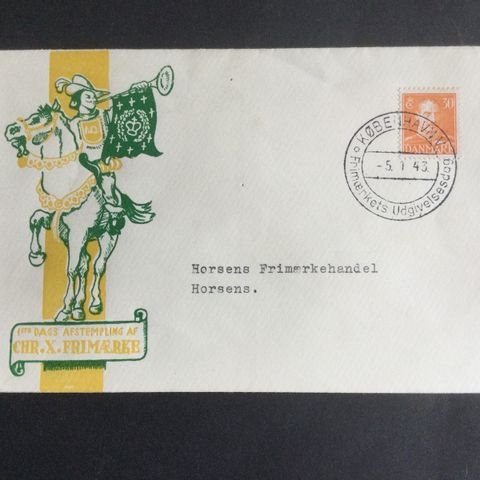 1STE DAGS AFSTEMPLING AF
CHR. X. FRIMÆRKE
30
DANMARK
KØBENHAVN
-5. 1 43.
Frimærkets Udgivelsesdag
Horsens Frimærkehandel
Horsens.